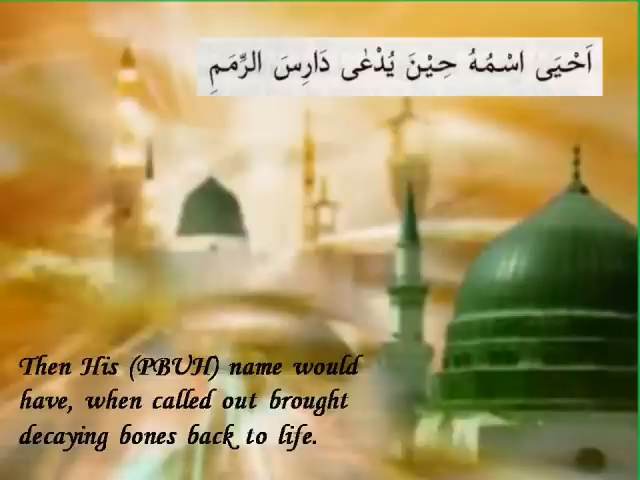 اَحْيَى اسْمُهُ حِيْنَ يُدْعٰى دَارِسَ الرِّمَمِ
Then His (PBUH) name would
have, when called out brought
decaying bones back to life.